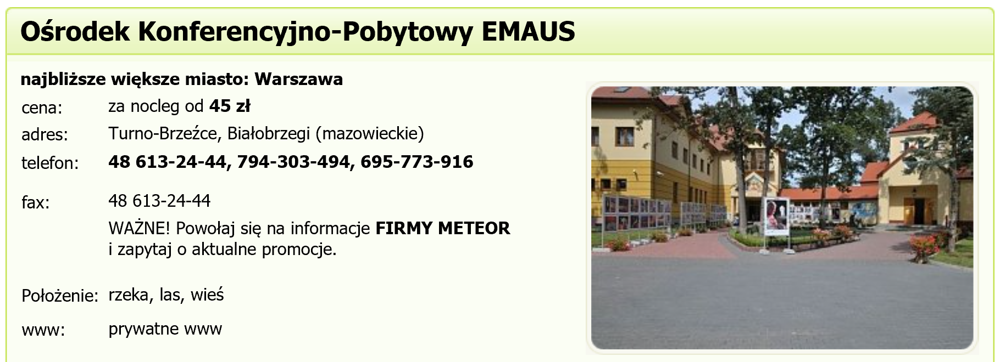 Ośrodek Konferencyjno-Pobytowy EMAUS
najbliższe większe miasto: Warszawa
cena: za nocleg od 45 zł
adres: Turno-Brzeźce, Białobrzegi (mazowieckie)
telefon: 48 613-24-44, 794-303-494, 695-773-916
fax: 48 613-24-44
WAŻNE! Powołaj się na informacje FIRMY METEOR
i zapytaj o aktualne promocje.
Położenie: rzeka, las, wieś
www: prywatne www